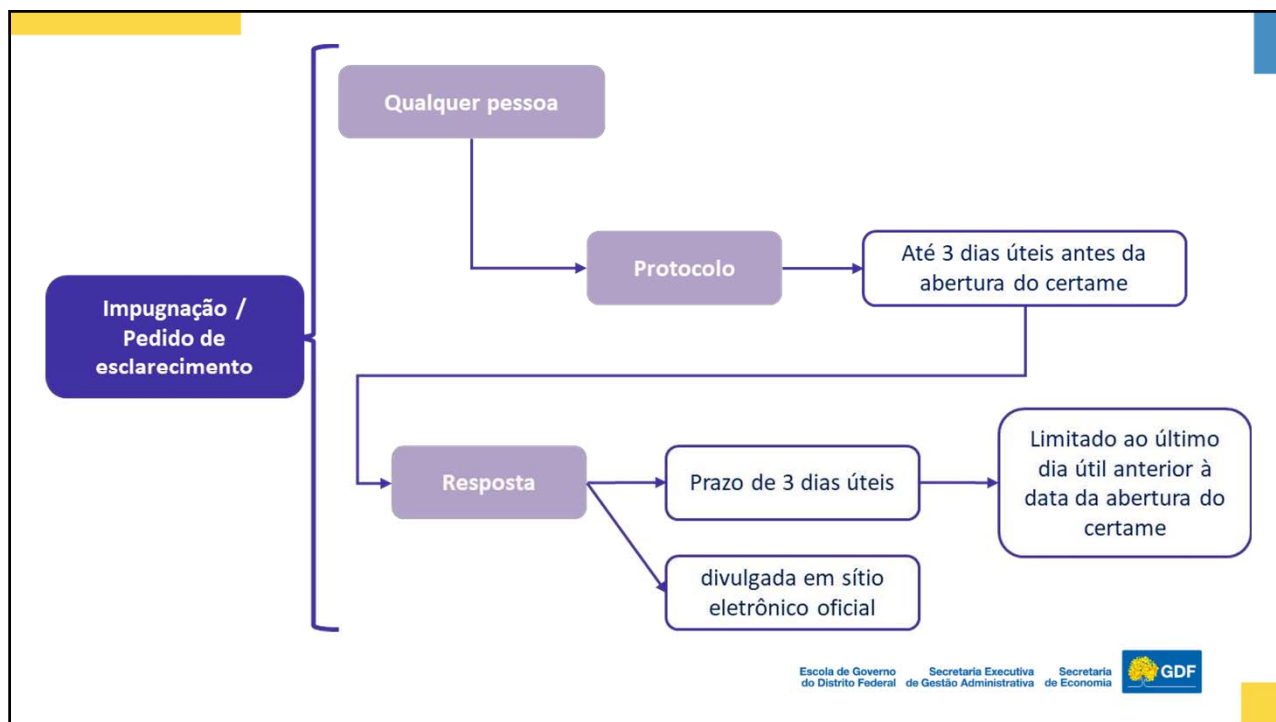 Qualquer pessoa
Protocolo
Até 3 dias úteis antes da
abertura do certame
Impugnação /
Pedido de
esclarecimento
Resposta
Prazo de 3 dias úteis
Limitado ao último
dia útil anterior à
data da abertura do
certame
divulgada em sítio
eletrônico oficial
Escola de Governo
do Distrito Federal
Secretaria Executiva
de Gestão Administrativa
Secretaria
de Economia
GDF